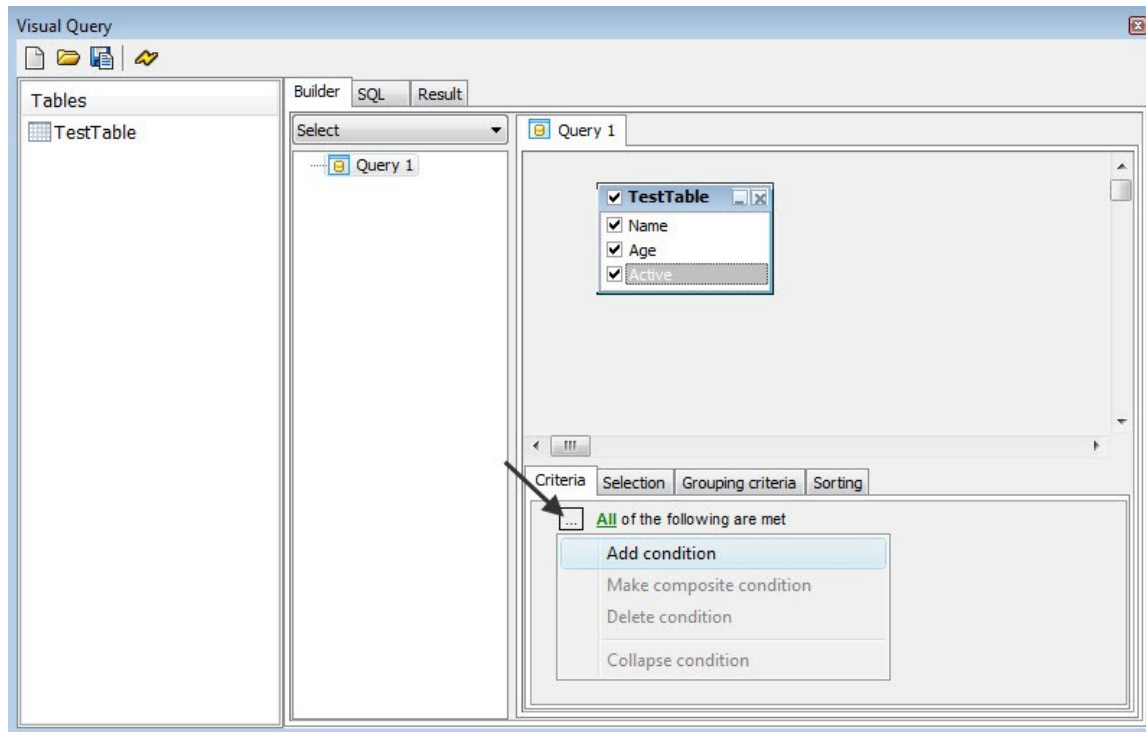 Visual Query
Tables
TestTable
Builder SQL Result
Select
Query 1
Query 1
TestTable
Name
Age
Active
Criteria Selection Grouping criteria Sorting
... All of the following are met
Add condition
Make composite condition
Delete condition
Collapse condition